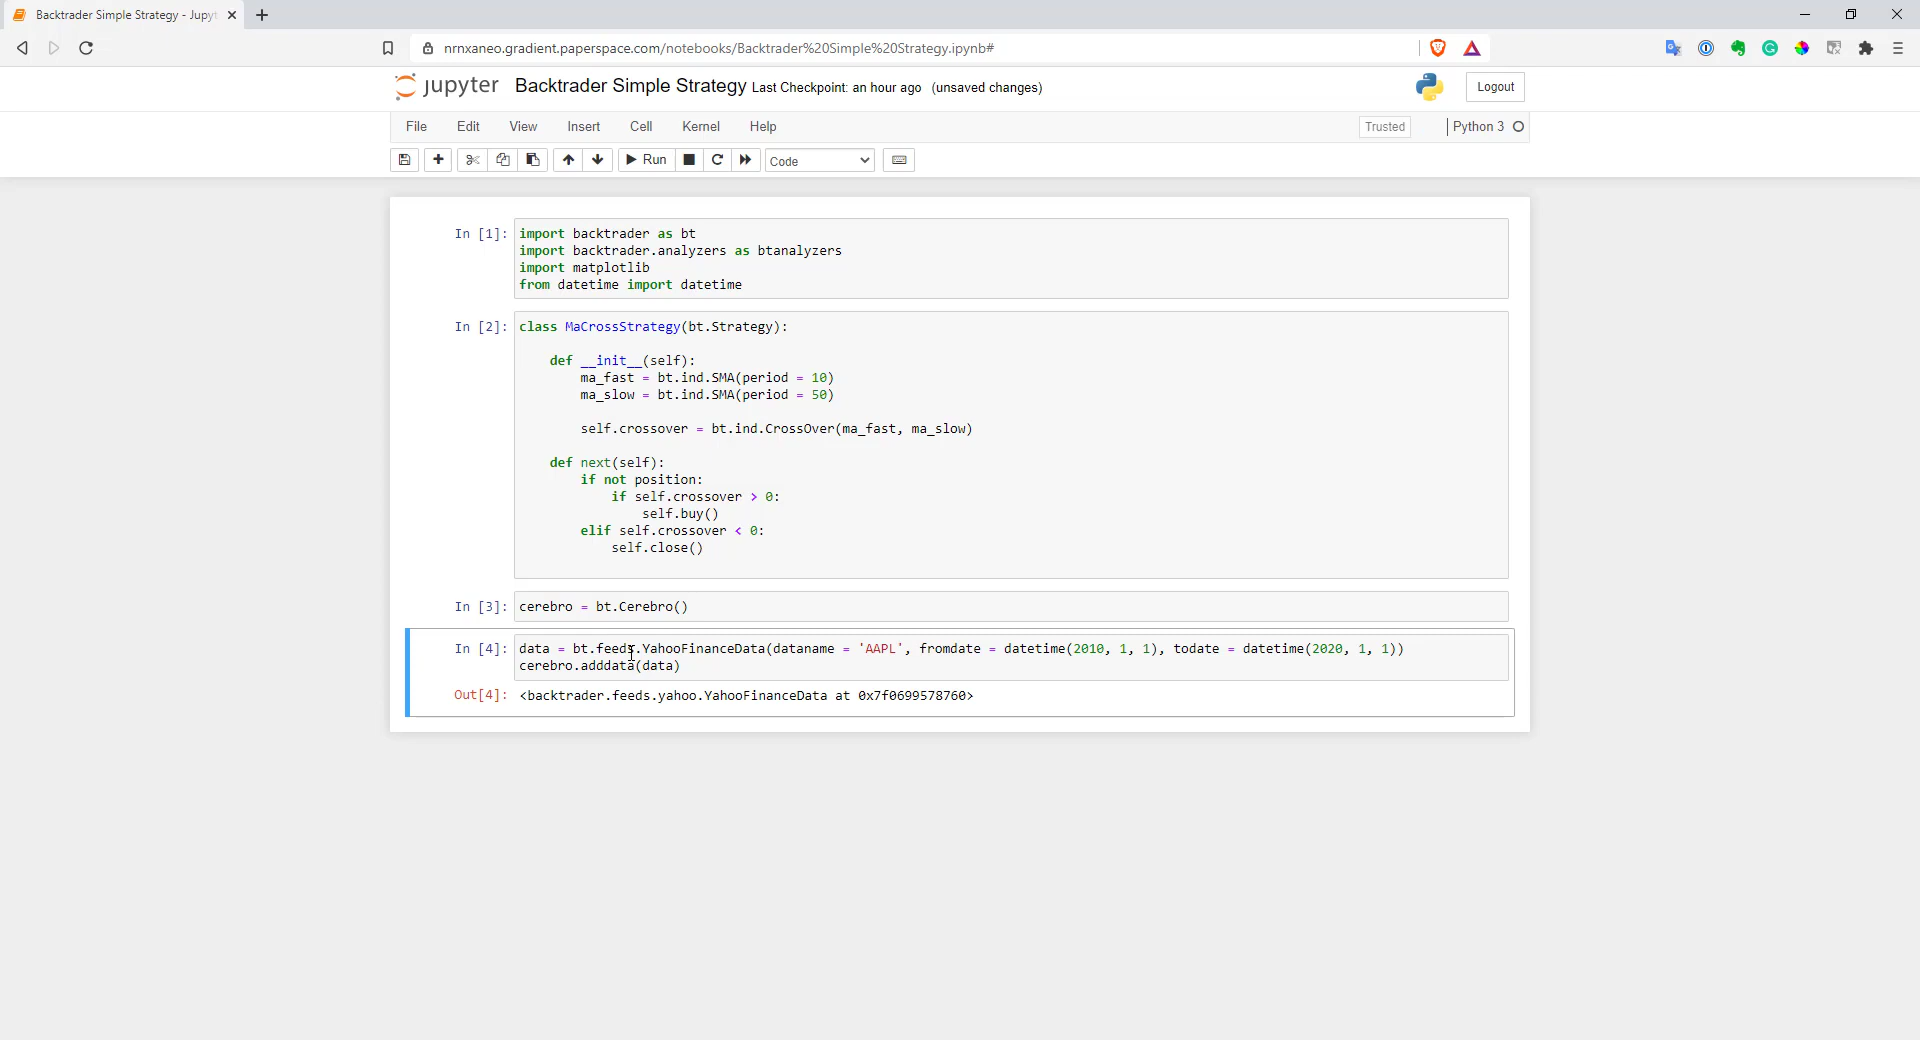 Backtrader Simple Strategy - Jupyt
nrnxaneo.gradient.paperspace.com/notebooks/Backtrader%20Simple%20Strategy.ipynb#
jupyter Backtrader Simple Strategy Last Checkpoint: an hour ago (unsaved changes) Logout
File Edit View Insert Cell Kernel Help Trusted Python 3
Run Code
In [1]: import backtrader as bt
import backtrader.analyzers as btanalyzers
import matplotlib
from datetime import datetime
In [2]: class MaCrossStrategy(bt.Strategy):
def __init__(self):
ma_fast = bt.ind.SMA(period = 10)
ma_slow = bt.ind.SMA(period = 50)
self.crossover = bt.ind.CrossOver(ma_fast, ma_slow)
def next(self):
if not position:
if self.crossover > 0:
self.buy()
elif self.crossover < 0:
self.close()
In [3]: cerebro = bt.Cerebro()
In [4]: data = bt.feeds.YahooFinanceData(dataname = 'AAPL', fromdate = datetime(2010, 1, 1), todate = datetime(2020, 1, 1))
cerebro.adddata(data)
Out[4]: <backtrader.feeds.yahoo.YahooFinanceData at 0x7f0699578760>